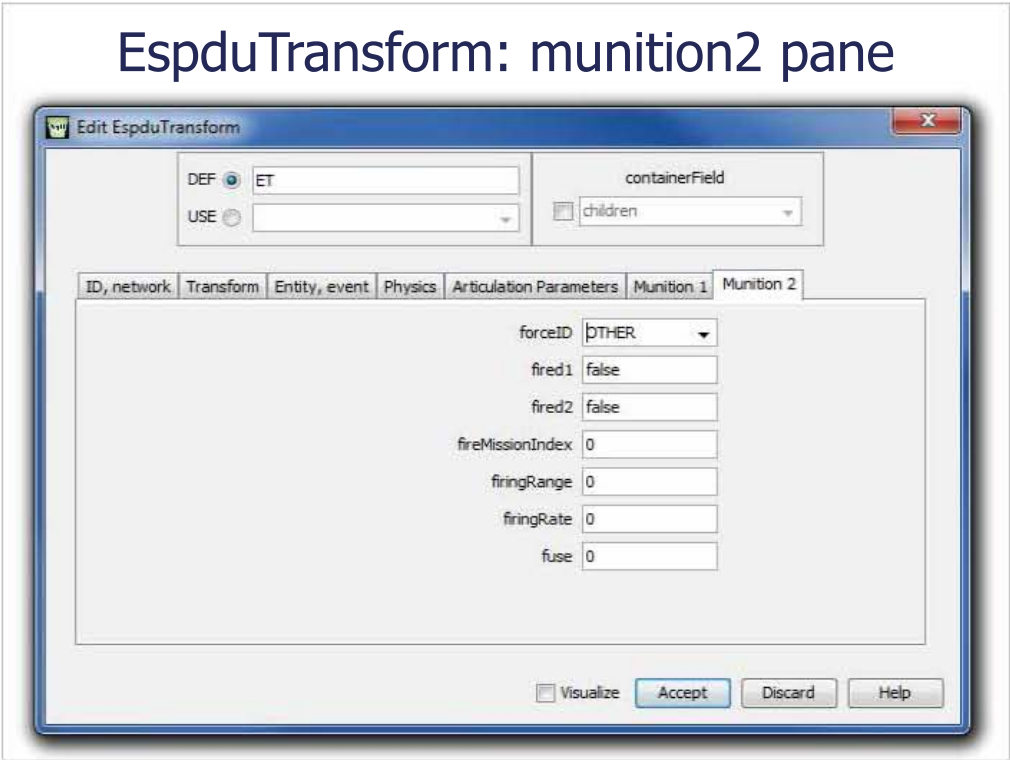 EspduTransform: munition2 pane
Edit EspduTransform
DEF ET
containerField
USE
children
ID, network Transform Entity, event Physics Articulation Parameters Munition 1 Munition 2
forceID OTHER
fired1 false
fired2 false
fireMissionIndex 0
firingRange 0
firingRate 0
fuse 0
Visualize Accept Discard Help